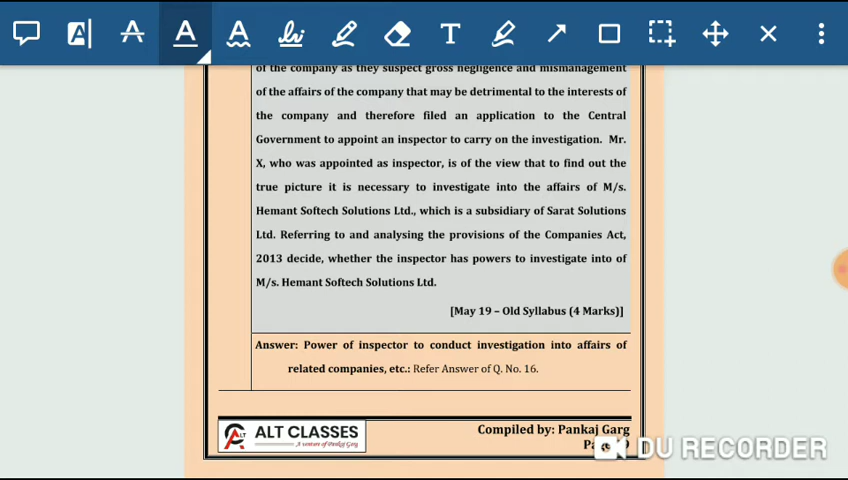 of the company as they suspect gross negligence and mismanagement
of the affairs of the company that may be detrimental to the interests of
the company and therefore filed an application to the Central
Government to appoint an inspector to carry on the investigation. Mr.
X, who was appointed as inspector, is of the view that to find out the
true picture it is necessary to investigate into the affairs of M/s.
Hemant Softech Solutions Ltd., which is a subsidiary of Sarat Solutions
Ltd. Referring to and analysing the provisions of the Companies Act,
2013 decide, whether the inspector has powers to investigate into of
M/s. Hemant Softech Solutions Ltd.
[May 19 – Old Syllabus (4 Marks)]
Answer: Power of inspector to conduct investigation into affairs of
related companies, etc.: Refer Answer of Q. No. 16.
ALT
ALT CLASSES
A venture of Pankaj Garg
Compiled by: Pankaj Garg
DU RECORDER